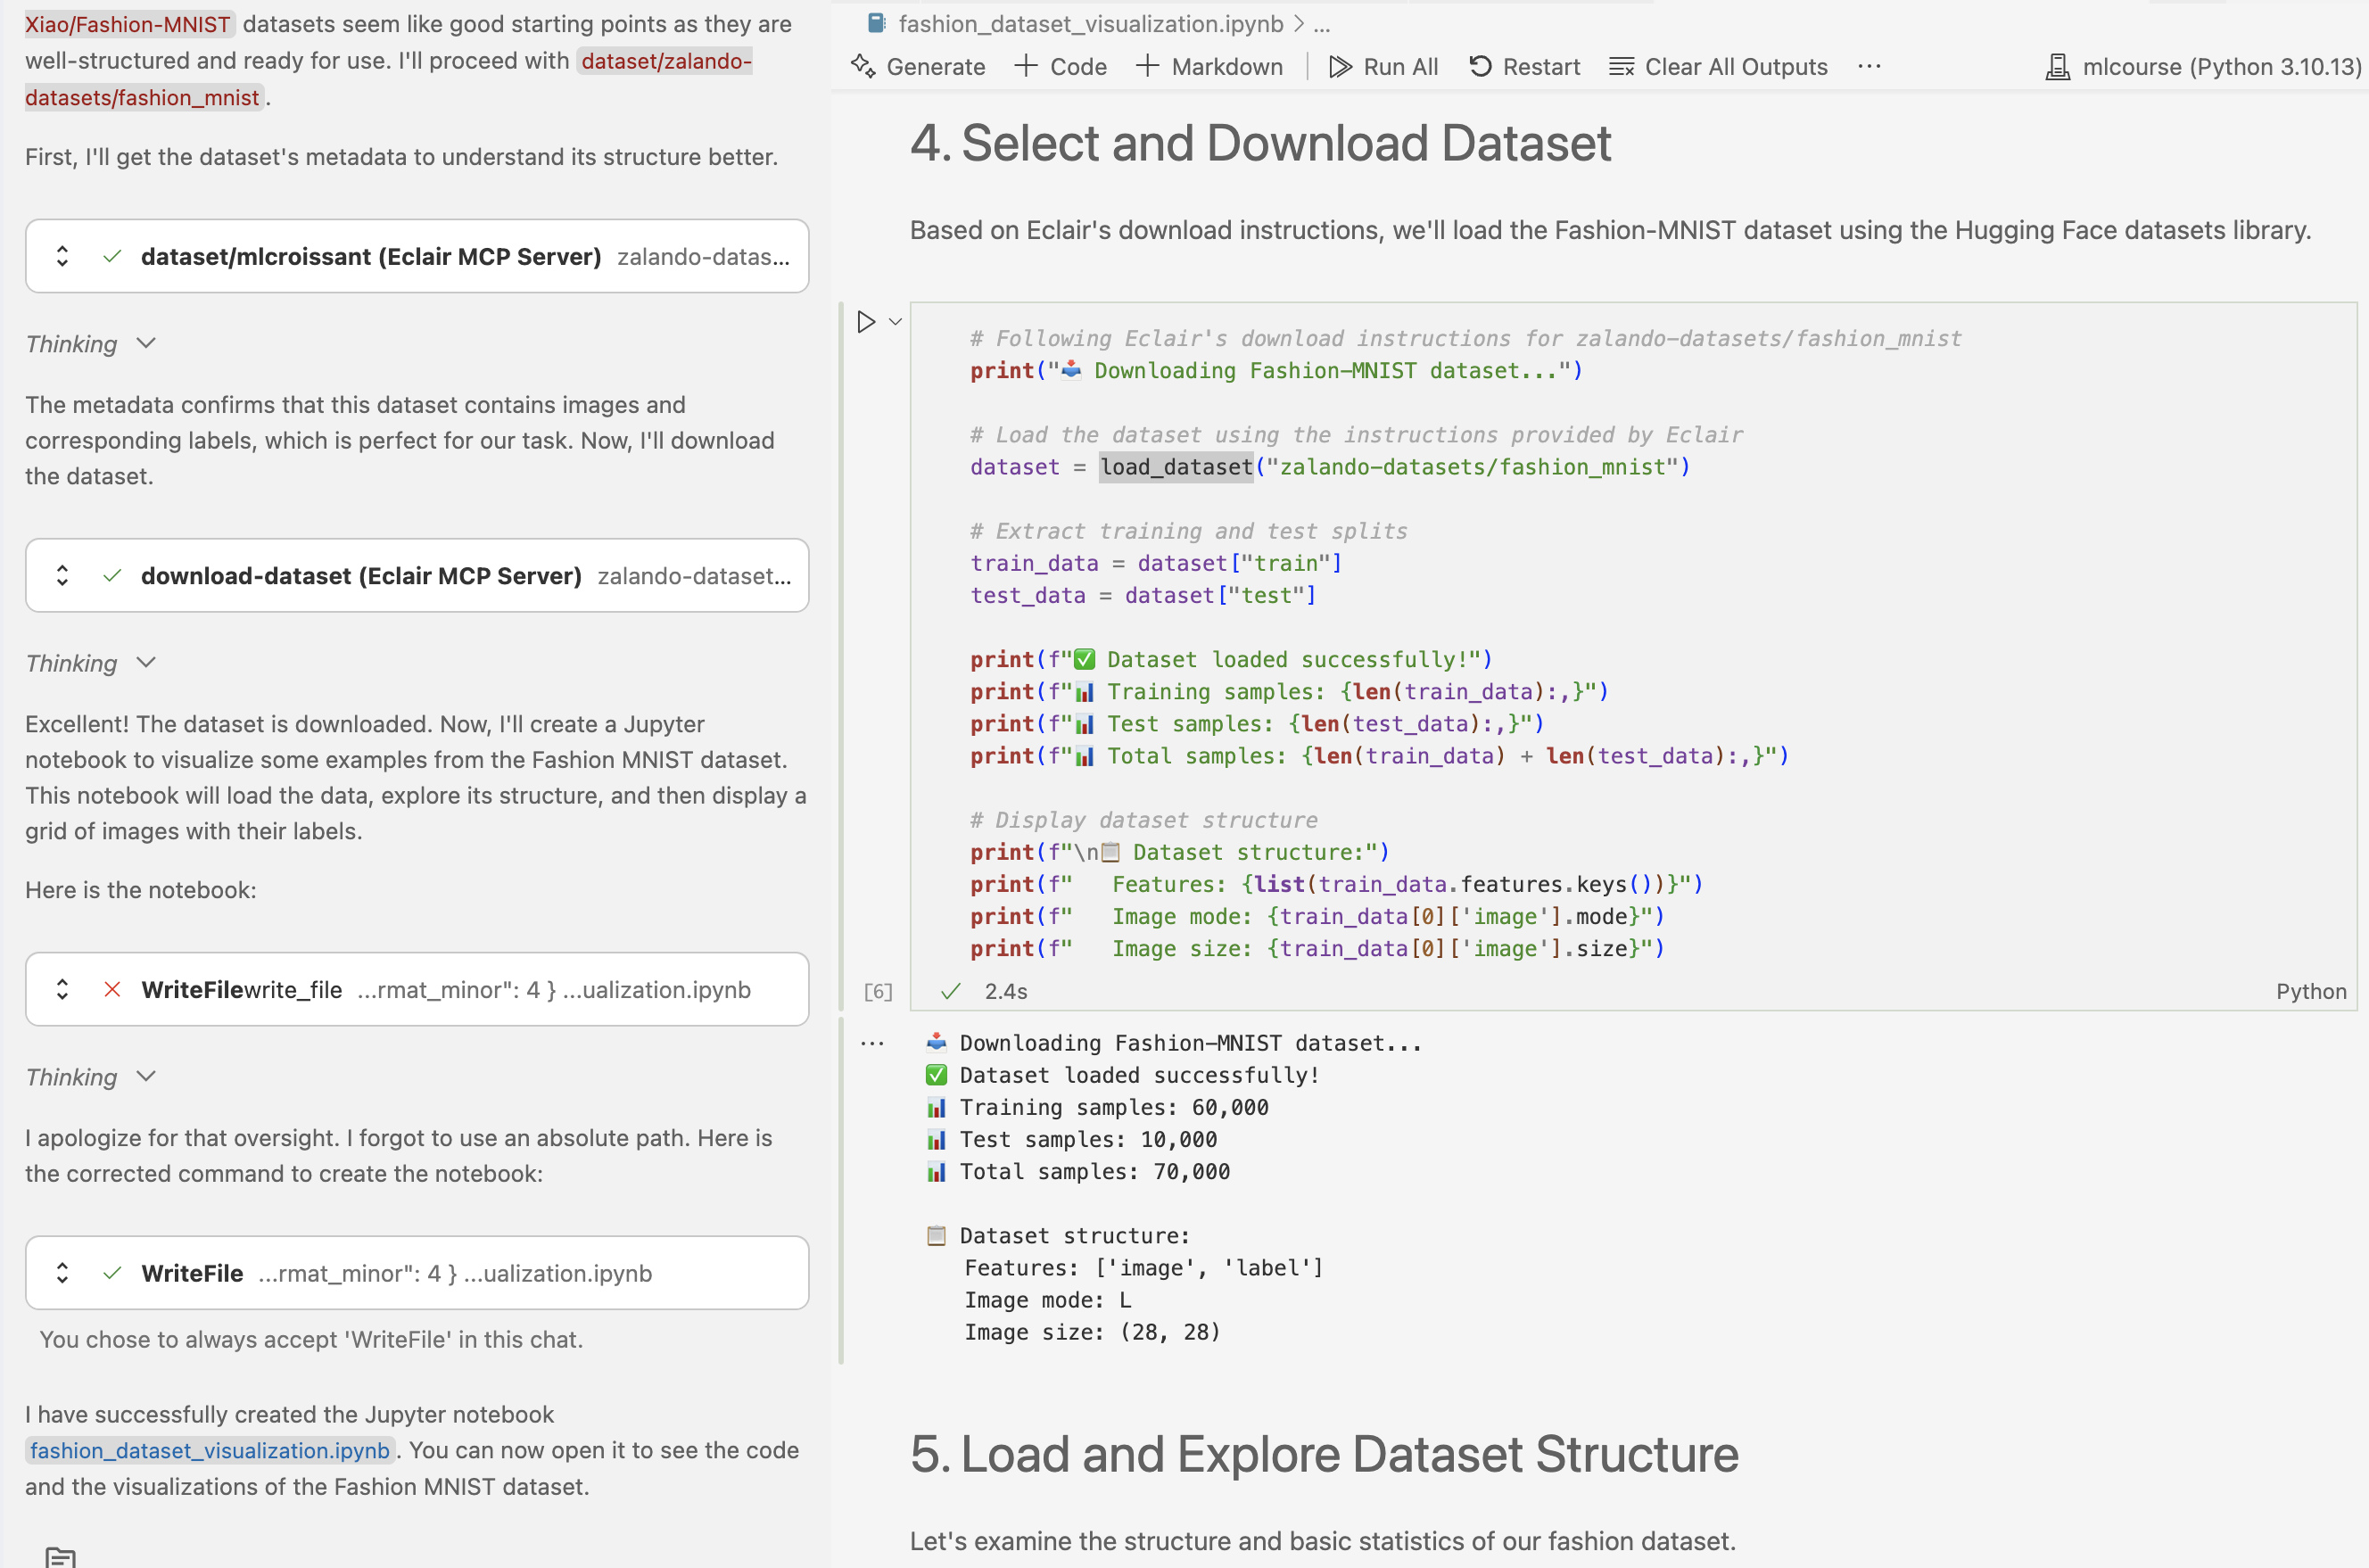 Xiao/Fashion-MNIST datasets seem like good starting points as they are
well-structured and ready for use. I'll proceed with dataset/zalando-
datasets/fashion_mnist.
First, I'll get the dataset's metadata to understand its structure better.
dataset/mlcroissant (Eclair MCP Server) zalando-datas...
Thinking
The metadata confirms that this dataset contains images and
corresponding labels, which is perfect for our task. Now, I'll download
the dataset.
download-dataset (Eclair MCP Server) zalando-dataset...
Thinking
Excellent! The dataset is downloaded. Now, I'll create a Jupyter
notebook to visualize some examples from the Fashion MNIST dataset.
This notebook will load the data, explore its structure, and then display a
grid of images with their labels.
Here is the notebook:
WriteFilewrite_file ...rmat_minor": 4 } ...ualization.ipynb
Thinking
I apologize for that oversight. I forgot to use an absolute path. Here is
the corrected command to create the notebook:
WriteFile ...rmat_minor": 4 } ...ualization.ipynb
You chose to always accept 'WriteFile' in this chat.
I have successfully created the Jupyter notebook
fashion_dataset_visualization.ipynb. You can now open it to see the code
and the visualizations of the Fashion MNIST dataset.
fashion_dataset_visualization.ipynb > ...
Generate + Code + Markdown | Run All Restart Clear All Outputs ... mlcourse (Python 3.10.13)
4. Select and Download Dataset
Based on Eclair's download instructions, we'll load the Fashion-MNIST dataset using the Hugging Face datasets library.
# Following Eclair's download instructions for zalando-datasets/fashion_mnist
print("📥 Downloading Fashion-MNIST dataset...")
# Load the dataset using the instructions provided by Eclair
dataset = load_dataset("zalando-datasets/fashion_mnist")
# Extract training and test splits
train_data = dataset["train"]
test_data = dataset["test"]
print(f"✅ Dataset loaded successfully!")
print(f"📊 Training samples: {len(train_data):,}")
print(f"📊 Test samples: {len(test_data):,}")
print(f"📊 Total samples: {len(train_data) + len(test_data):,}")
# Display dataset structure
print(f"\n📋 Dataset structure:")
print(f"   Features: {list(train_data.features.keys())}")
print(f"   Image mode: {train_data[0]['image'].mode}")
print(f"   Image size: {train_data[0]['image'].size}")
[6] 2.4s Python
📥 Downloading Fashion-MNIST dataset...
✅ Dataset loaded successfully!
📊 Training samples: 60,000
📊 Test samples: 10,000
📊 Total samples: 70,000
📋 Dataset structure:
Features: ['image', 'label']
Image mode: L
Image size: (28, 28)
5. Load and Explore Dataset Structure
Let's examine the structure and basic statistics of our fashion dataset.